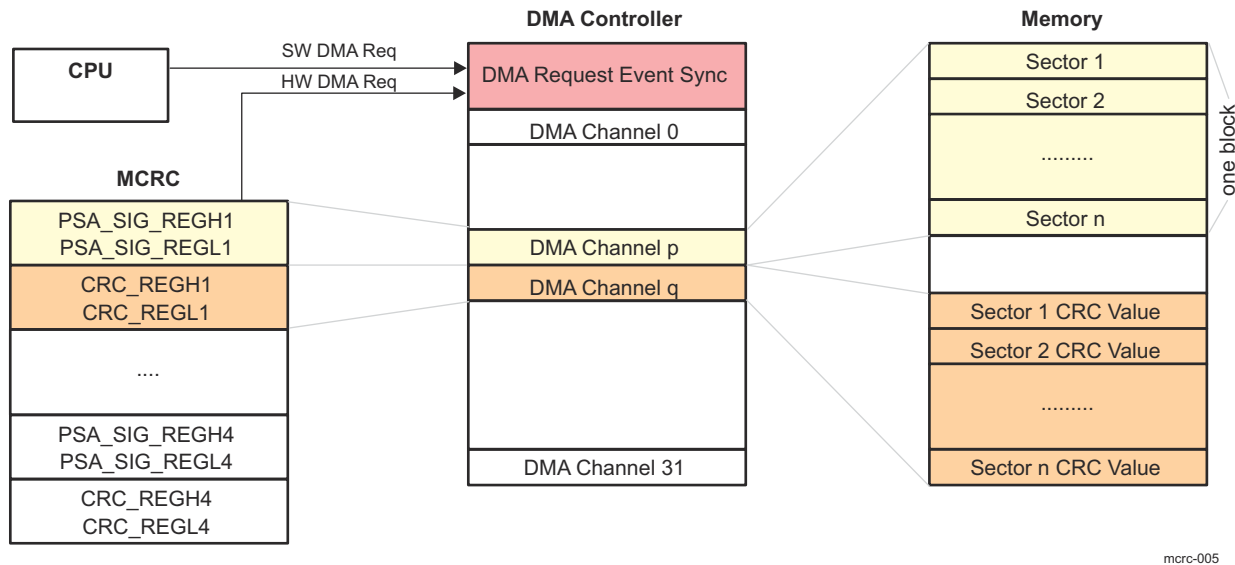 DMA Controller
Memory
SW DMA Req
HW DMA Req
CPU
DMA Request Event Sync
DMA Channel 0
DMA Channel p
DMA Channel q
DMA Channel 31
MCRC
PSA_SIG_REGH1
PSA_SIG_REGL1
CRC_REGH1
CRC_REGL1
....
PSA_SIG_REGH4
PSA_SIG_REGL4
CRC_REGH4
CRC_REGL4
Sector 1
Sector 2
.........
Sector n
one block
Sector 1 CRC Value
Sector 2 CRC Value
.........
Sector n CRC Value
mcrc-005